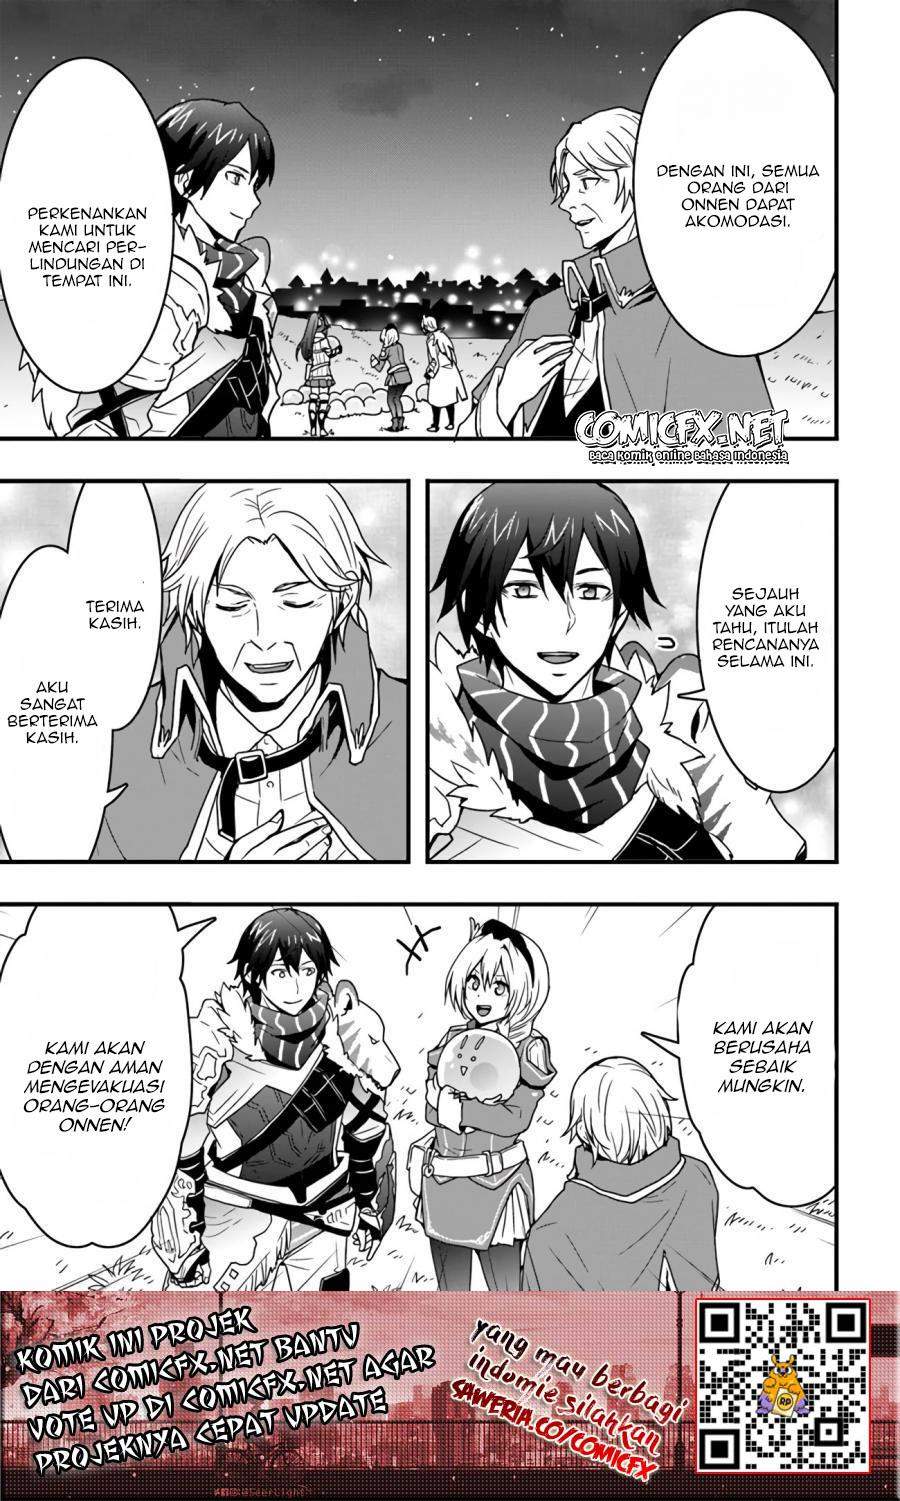 DENGAN INI, SEMUA
ORANG DARI
ONNEN DAPAT
AKOMODASI.
PERKENANKAN
KAMI UNTUK
MENCARI PER-
LINDUNGAN DI
TEMPAT INI.
COMICFX.NET
Baca Komik Online Bahasa Indonesia
SEJAUH
YANG AKU
TAHU, ITULAH
RENCANANYA
SELAMA INI.
TERIMA
KASIH.
AKU
SANGAT
BERTERIMA
KASIH.
KAMI AKAN
BERUSAHA
SEBAIK
MUNGKIN.
KAMI AKAN
DENGAN AMAN
MENGEVAKUASI
ORANG-ORANG
ONNEN!
KOMIK INI PROJEK
DARI COMICFX.NET BANTU
VOTE UP DI COMICFX.NET AGAR
PROJEKNYA CEPAT UPDATE
yang mau berbagi
indomie silahkan
SAWERIA.CO/COMICFX
RP